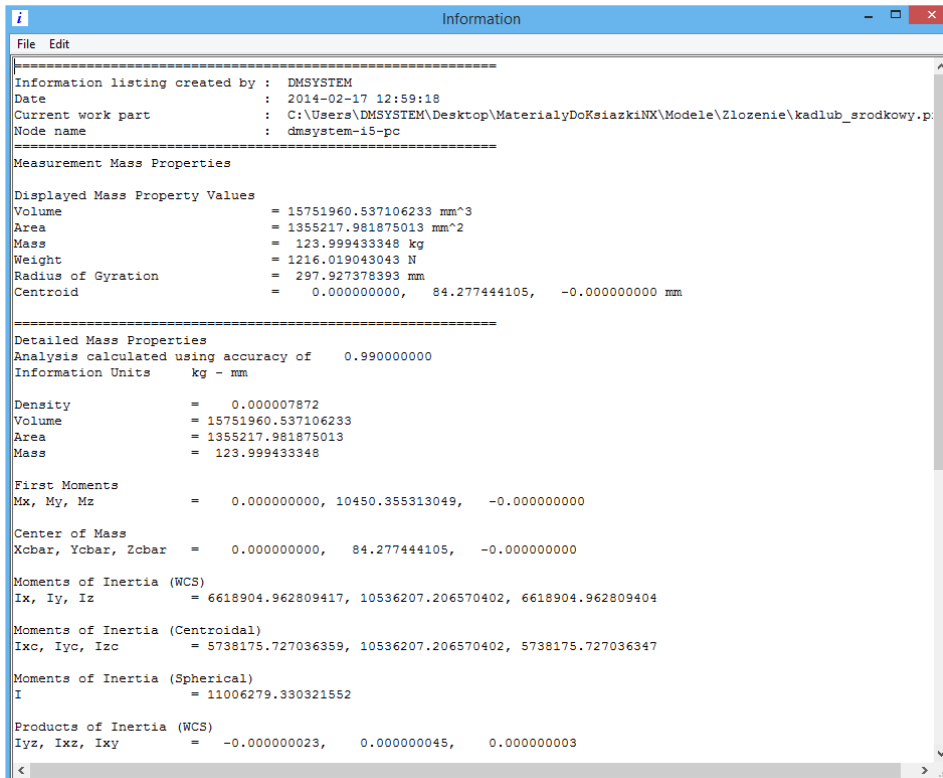 i Information
File Edit
============================================================
Information listing created by : DMSYSTEM
Date : 2014-02-17 12:59:18
Current work part : C:\Users\DMSYSTEM\Desktop\MaterialyDoKsiazkiNX\Modele\Zlozenie\kadlub_srodkowy.p
Node name : dmsystem-i5-pc
============================================================
Measurement Mass Properties
Displayed Mass Property Values
Volume = 15751960.537106233 mm^3
Area = 1355217.981875013 mm^2
Mass = 123.999433348 kg
Weight = 1216.019043043 N
Radius of Gyration = 297.927378393 mm
Centroid = 0.000000000, 84.277444105, -0.000000000 mm
============================================================
Detailed Mass Properties
Analysis calculated using accuracy of 0.990000000
Information Units kg - mm
Density = 0.000007872
Volume = 15751960.537106233
Area = 1355217.981875013
Mass = 123.999433348
First Moments
Mx, My, Mz = 0.000000000, 10450.355313049, -0.000000000
Center of Mass
Xcbar, Ycbar, Zcbar = 0.000000000, 84.277444105, -0.000000000
Moments of Inertia (WCS)
Ix, Iy, Iz = 6618904.962809417, 10536207.206570402, 6618904.962809404
Moments of Inertia (Centroidal)
Ixc, Iyc, Izc = 5738175.727036359, 10536207.206570402, 5738175.727036347
Moments of Inertia (Spherical)
I = 11006279.330321552
Products of Inertia (WCS)
Iyz, Ixz, Ixy = -0.000000023, 0.000000045, 0.000000003